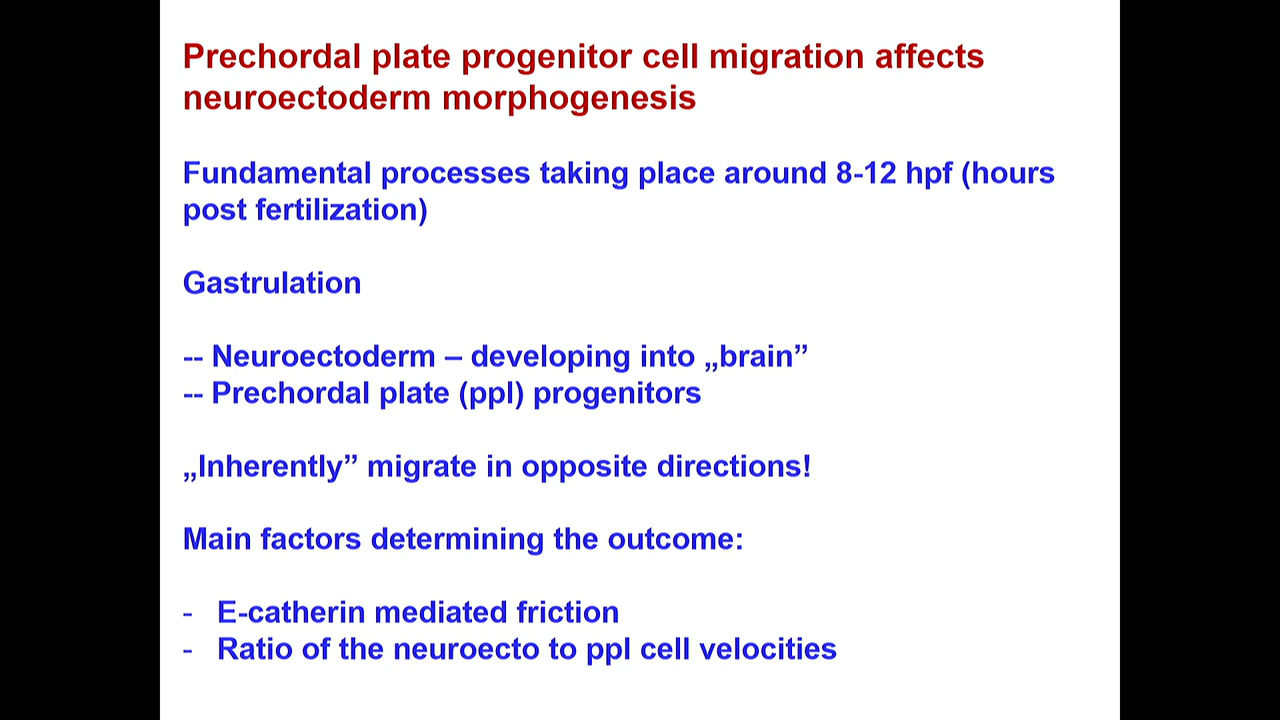 Prechordal plate progenitor cell migration affects
neuroectoderm morphogenesis
Fundamental processes taking place around 8-12 hpf (hours
post fertilization)
Gastrulation
-- Neuroectoderm – developing into „brain”
-- Prechordal plate (ppl) progenitors
„Inherently” migrate in opposite directions!
Main factors determining the outcome:
- E-catherin mediated friction
- Ratio of the neuroecto to ppl cell velocities